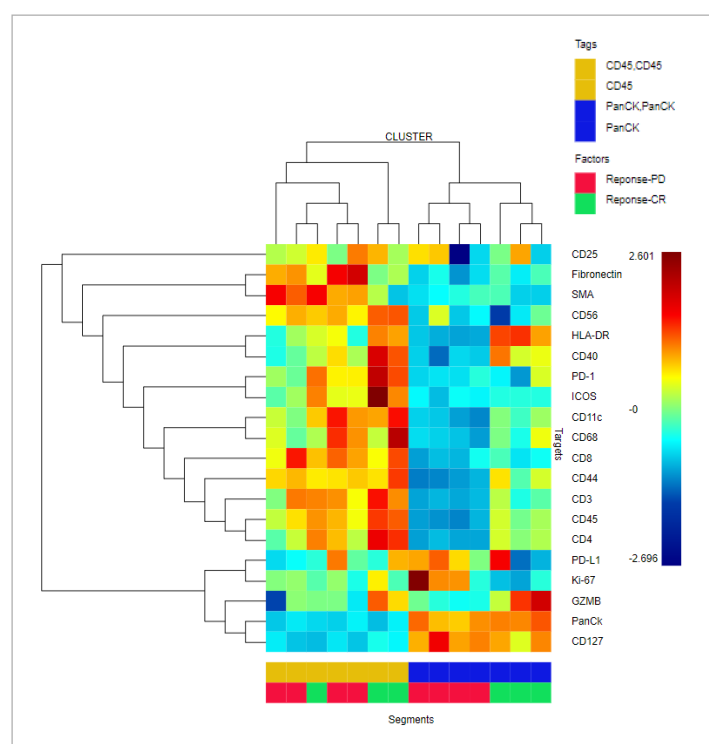 Tags
CD45,CD45
CD45
PanCK,PanCK
PanCK
CLUSTER
Factors
Reponse-PD
Reponse-CR
CD25
2.601
Fibronectin
SMA
CD56
HLA-DR
CD40
PD-1
ICOS
-0
CD11c
CD68
Targets
CD8
CD44
CD3
CD45
CD4
PD-L1
-2.696
Ki-67
GZMB
PanCk
CD127
Segments